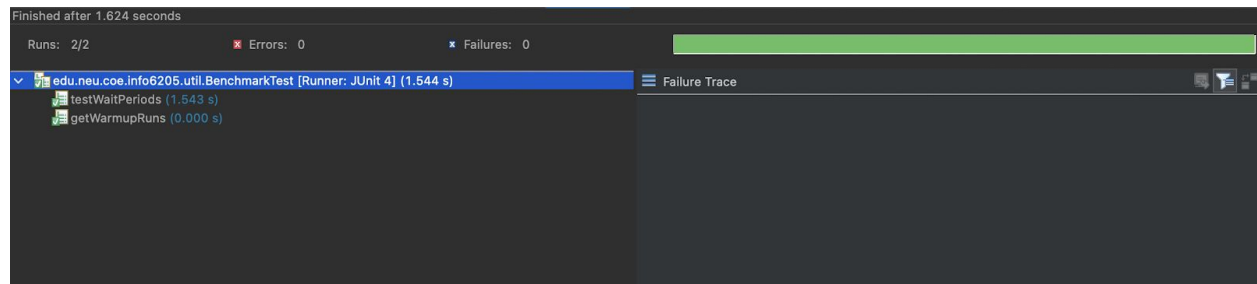 Finished after 1.624 seconds
Runs: 2/2 Errors: 0 Failures: 0
edu.neu.coe.info6205.util.BenchmarkTest [Runner: JUnit 4] (1.544 s)
Failure Trace
testWaitPeriods (1.543 s)
getWarmupRuns (0.000 s)